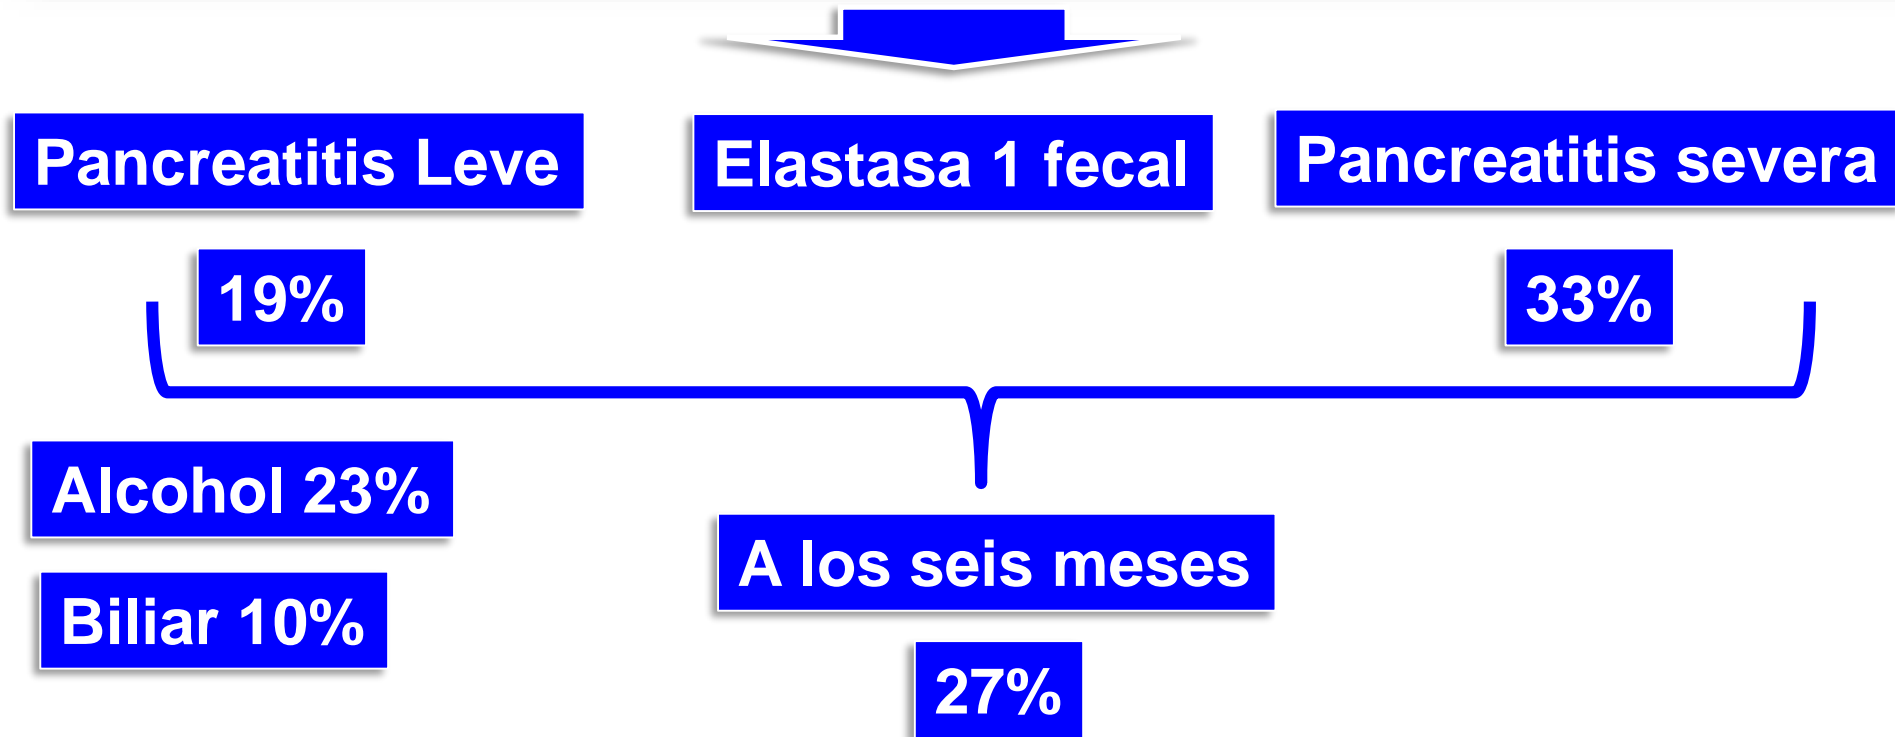 Pancreatitis Leve
Elastasa 1 fecal
Pancreatitis severa
19%
33%
Alcohol 23%
Biliar 10%
A los seis meses
27%